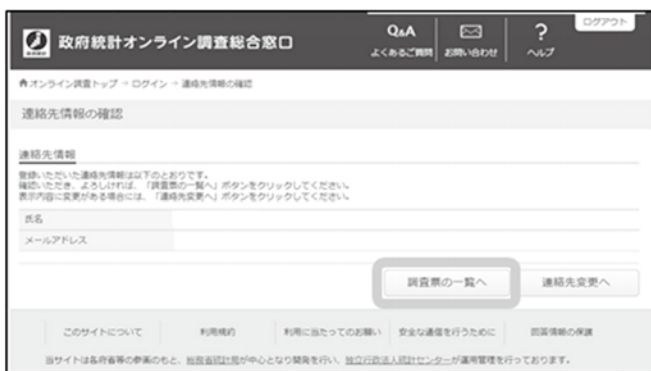 ログアウト
政府統計オンライン調査総合窓口
Q&A
よくあるご質問
お問い合わせ
?
ヘルプ
オンライン調査トップ → ログイン → 連絡先情報の確認
連絡先情報の確認
連絡先情報
登録いただいた連絡先情報は以下のとおりです。
確認いただき、よろしければ、「調査票の一覧へ」ボタンをクリックしてください。
表示内容に変更がある場合には、「連絡先変更へ」ボタンをクリックしてください。
氏名
メールアドレス
調査票の一覧へ
連絡先変更へ
このサイトについて
利用規約
利用に当たってのお願い
安全な通信を行うために
回答情報の保護
当サイトは各府省等の参画のもと、総務省統計局が中心となり開発を行い、独立行政法人統計センターが運用管理を行っております。